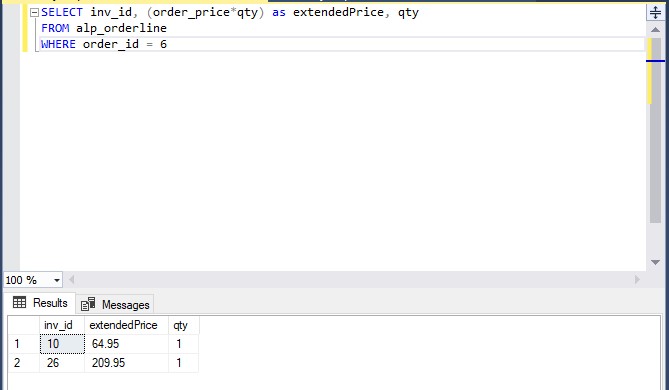 SELECT inv_id, (order_price*qty) as extendedPrice, qty
FROM alp_orderline
WHERE order_id = 6
100 %
Results Messages
inv_id extendedPrice qty
1 10 64.95 1
2 26 209.95 1